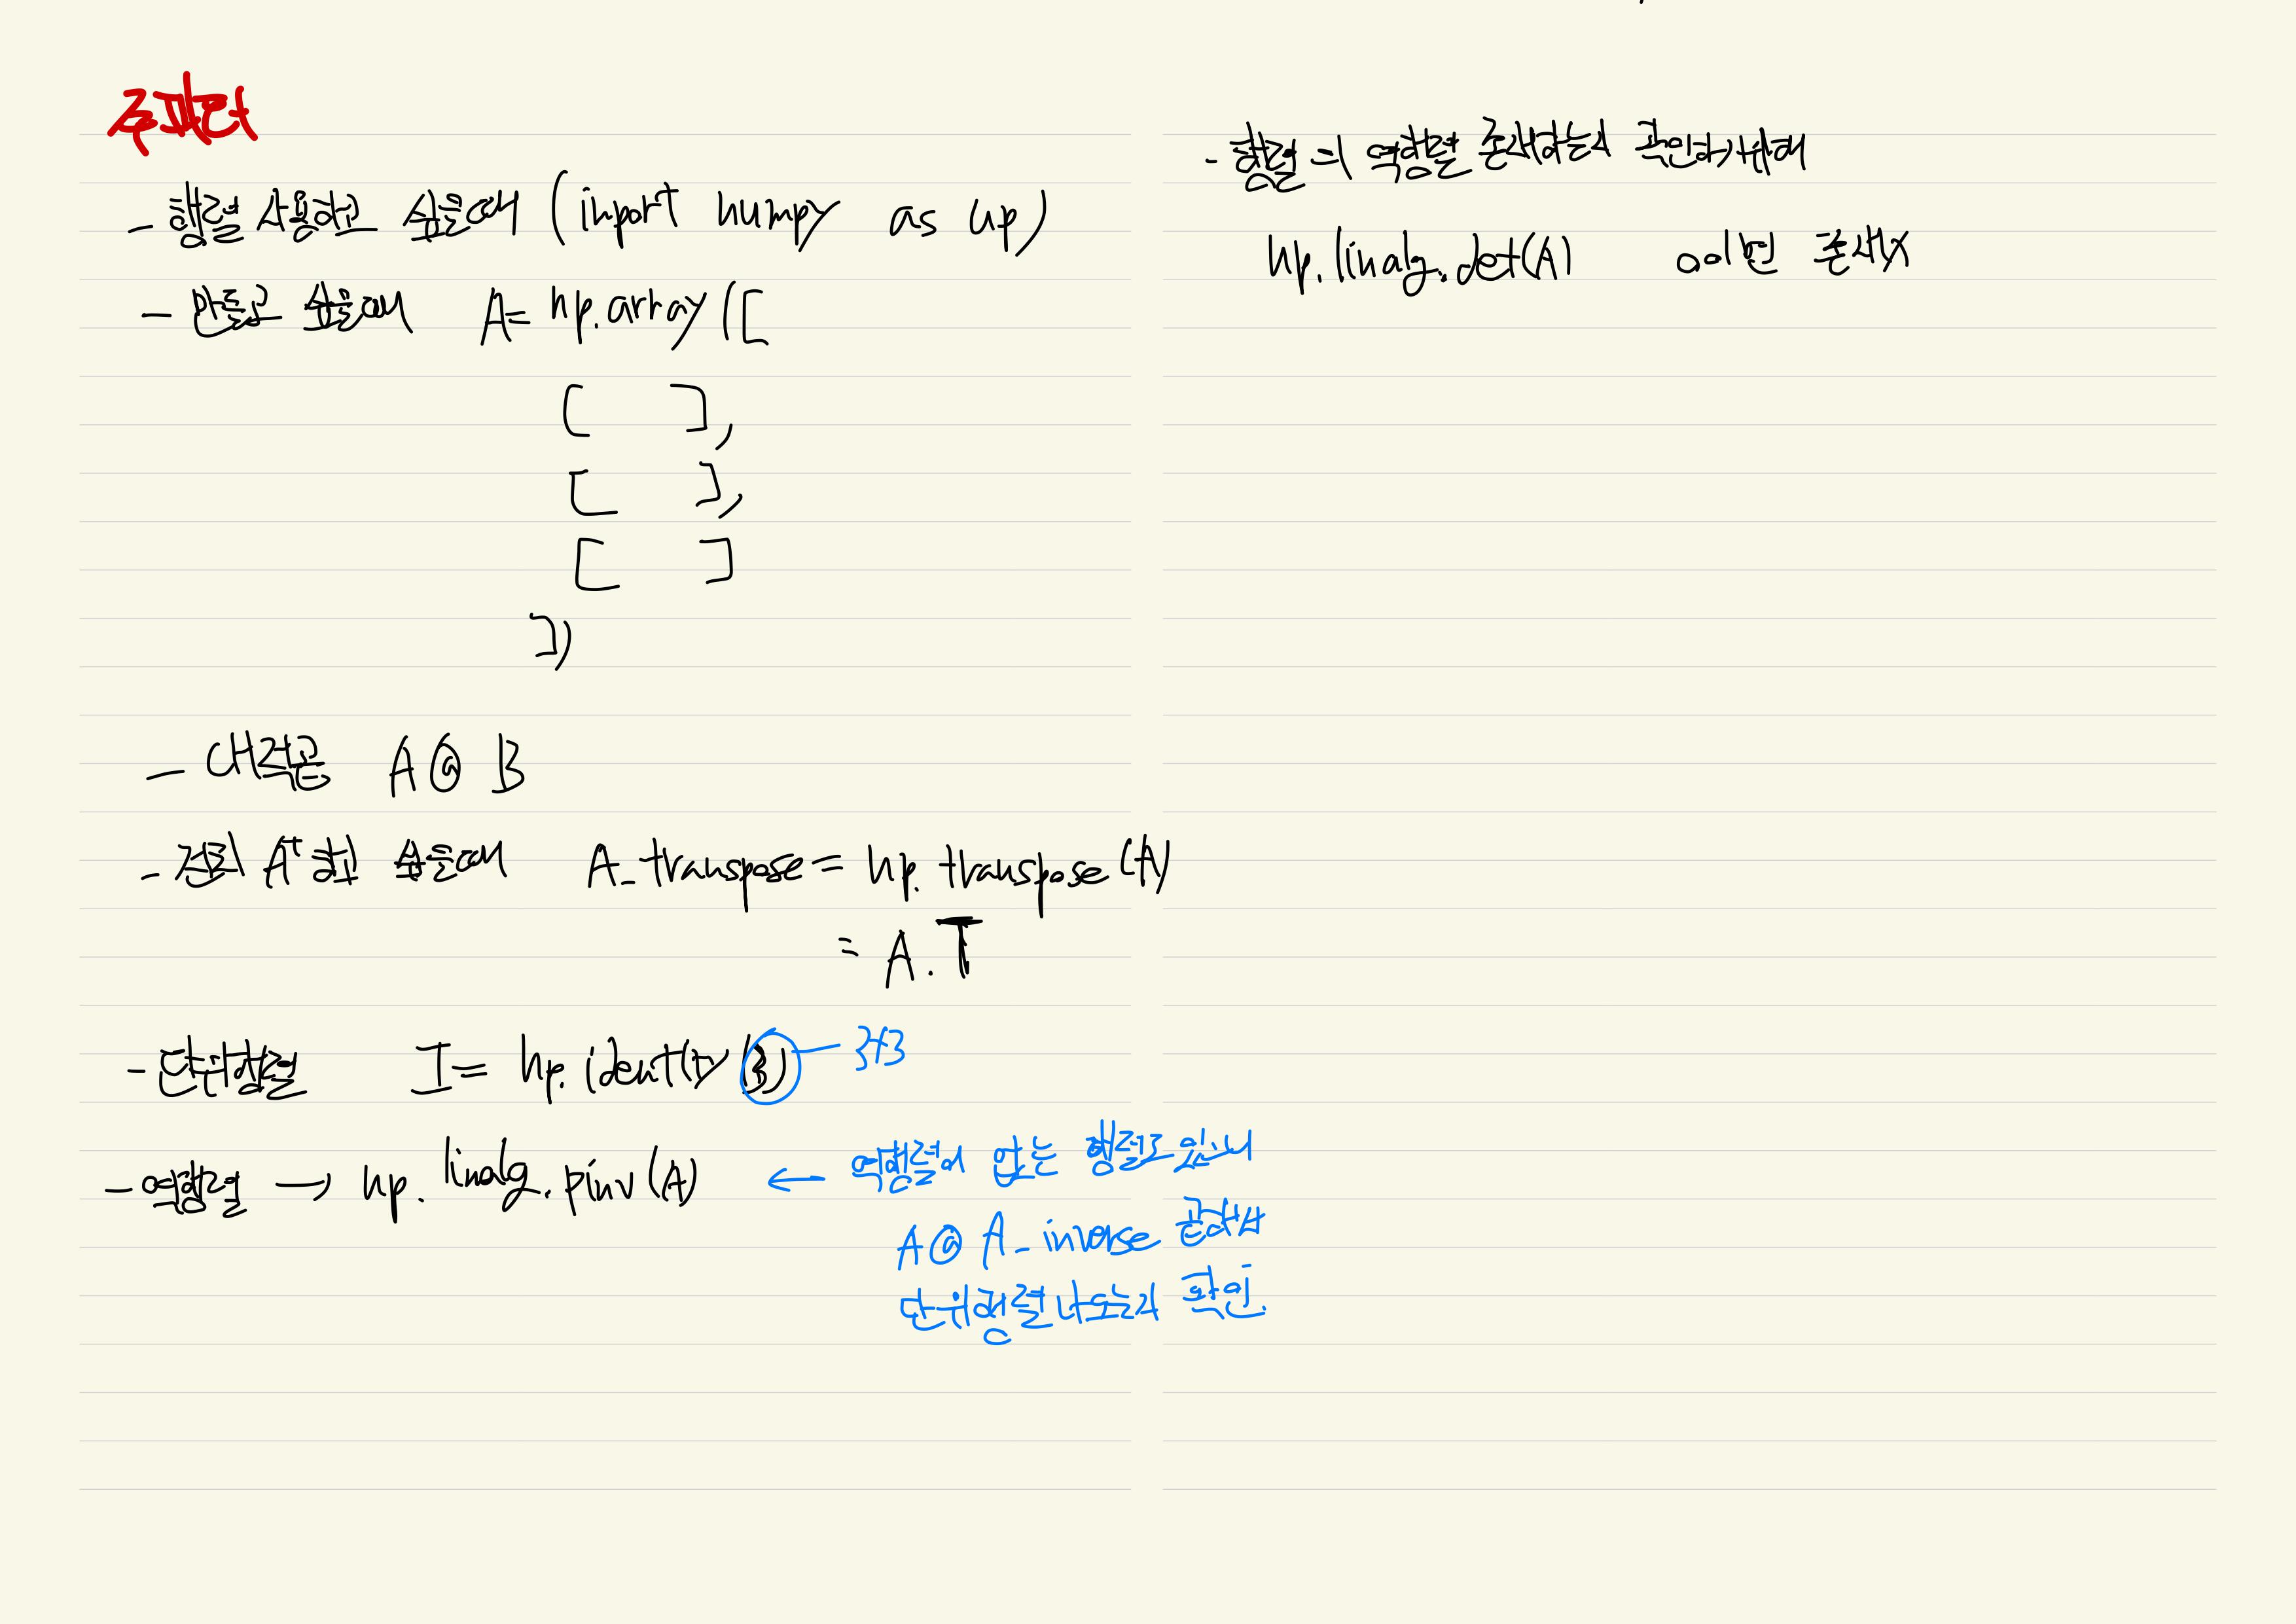 주피터
- 행렬 사용하고 싶을때 (import numpy as np)
- 만들고 싶을때 A= np.array([
[ ],
[ ],
[ ]
])
- 내적은 A@B
- 전치 Aᵀ 하고 싶을때 A_transpose = np.transpose(A)
= A.T
- 단위행렬 I= np.identity(3) 3*3
- 역행렬 → np.linalg.pinv(A) ← 역행렬이 없는 행렬도 있으니
A@A_inverse 곱해서
단위행렬 나오는지 확인.
- 행렬의 역행렬 존재하는지 확인하기 위해
np.linalg.det(A) 0이면 존재X